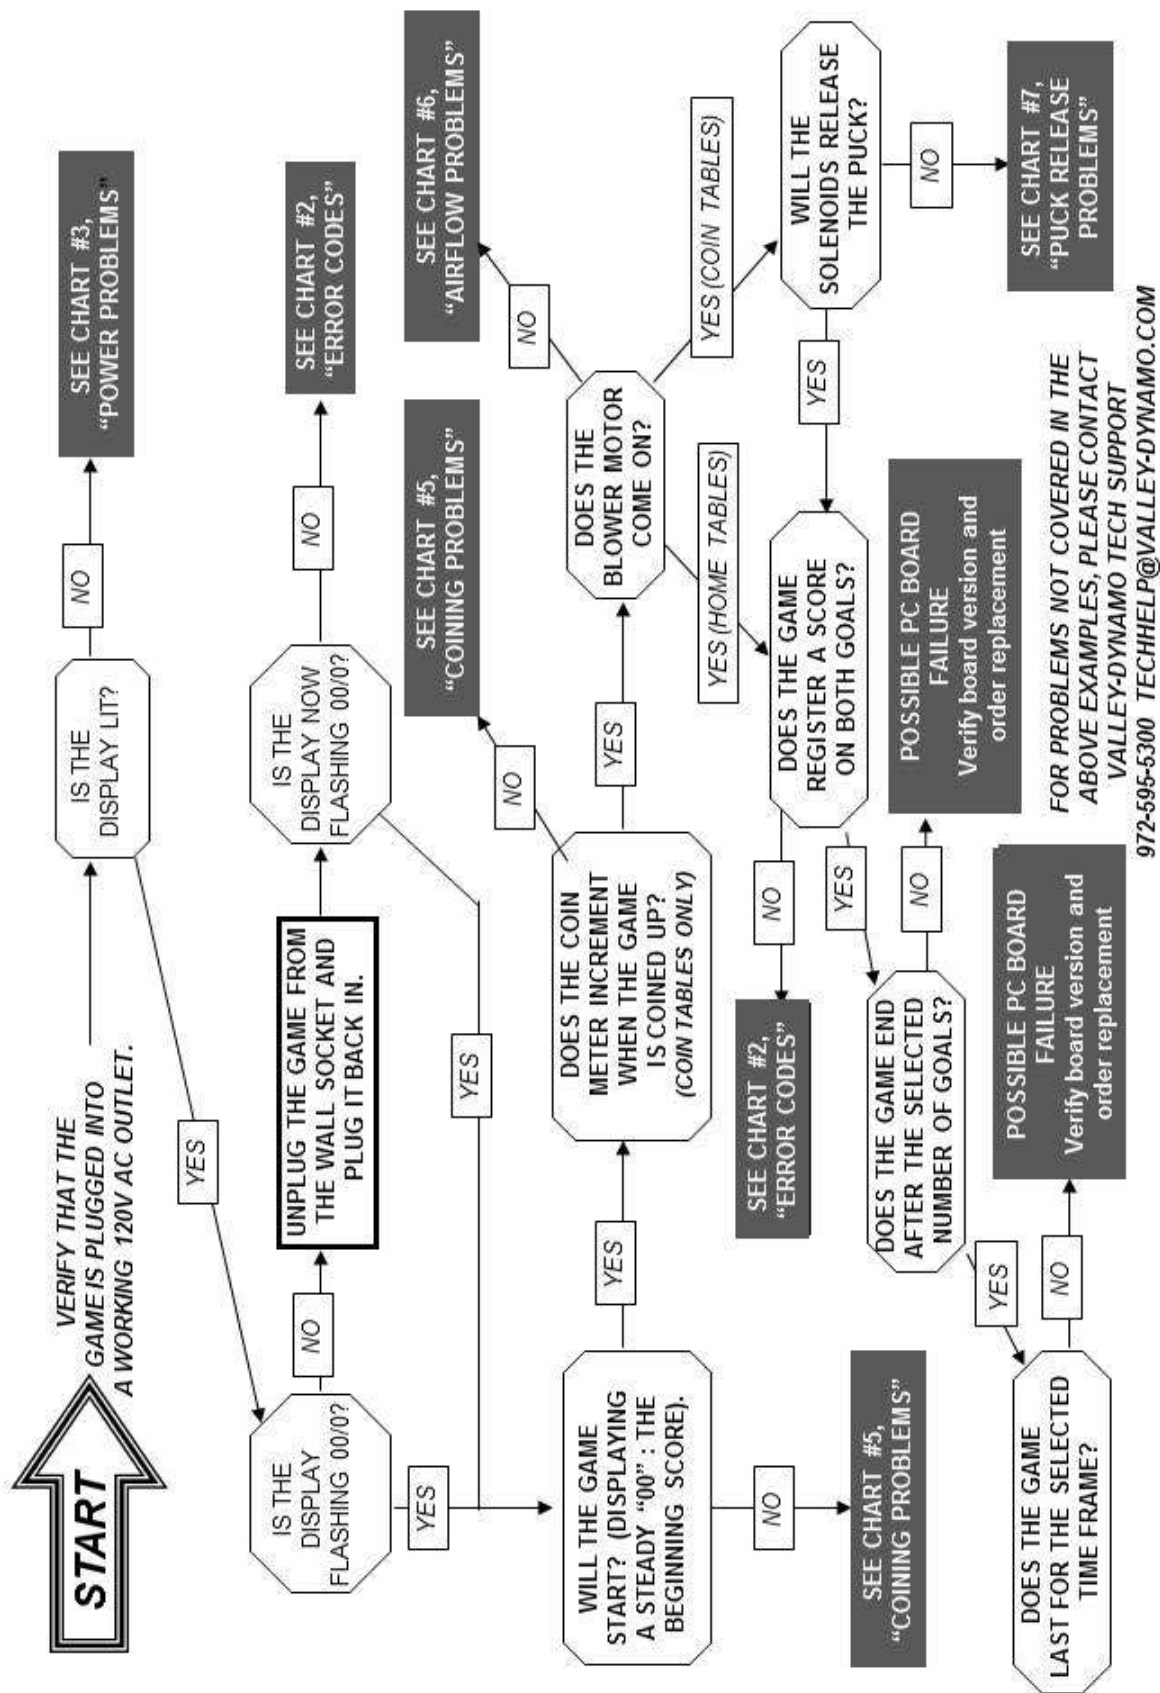 START
VERIFY THAT THE
GAME IS PLUGGED INTO
A WORKING 120V AC OUTLET.
IS THE
DISPLAY LIT?
NO
SEE CHART #3,
“POWER PROBLEMS”
YES
IS THE
DISPLAY
FLASHING 00/0?
NO
UNPLUG THE GAME FROM
THE WALL SOCKET AND
PLUG IT BACK IN.
IS THE
DISPLAY NOW
FLASHING 00/0?
NO
SEE CHART #2,
“ERROR CODES”
YES
YES
WILL THE GAME
START? (DISPLAYING
A STEADY “00” : THE
BEGINNING SCORE).
YES
DOES THE COIN
METER INCREMENT
WHEN THE GAME
IS COINED UP?
(COIN TABLES ONLY)
NO
SEE CHART #5,
“COINING PROBLEMS”
YES
DOES THE
BLOWER MOTOR
COME ON?
NO
SEE CHART #6,
“AIRFLOW PROBLEMS”
YES (HOME TABLES)
YES (COIN TABLES)
NO
SEE CHART #5,
“COINING PROBLEMS”
SEE CHART #2,
“ERROR CODES”
NO
DOES THE GAME
REGISTER A SCORE
ON BOTH GOALS?
YES
WILL THE
SOLENOIDS RELEASE
THE PUCK?
NO
SEE CHART #7,
“PUCK RELEASE
PROBLEMS”
YES
DOES THE GAME END
AFTER THE SELECTED
NUMBER OF GOALS?
NO
POSSIBLE PC BOARD
FAILURE
Verify board version and
order replacement
YES
DOES THE GAME
LAST FOR THE SELECTED
TIME FRAME?
NO
POSSIBLE PC BOARD
FAILURE
Verify board version and
order replacement
FOR PROBLEMS NOT COVERED IN THE
ABOVE EXAMPLES, PLEASE CONTACT
VALLEY-DYNAMO TECH SUPPORT
972-595-5300 TECHHELP@VALLEY-DYNAMO.COM